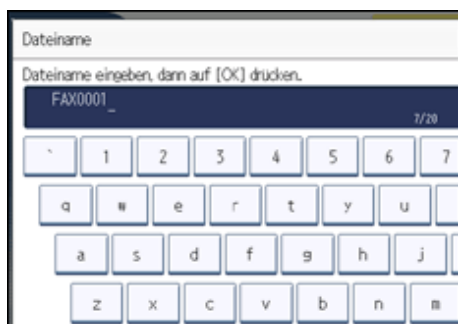 Dateiname
Dateiname eingeben, dann auf [OK] drücken.
FAX0001_
7/20
` 1 2 3 4 5 6 7
q w e r t y u
a s d f g h j
z x c v b n m